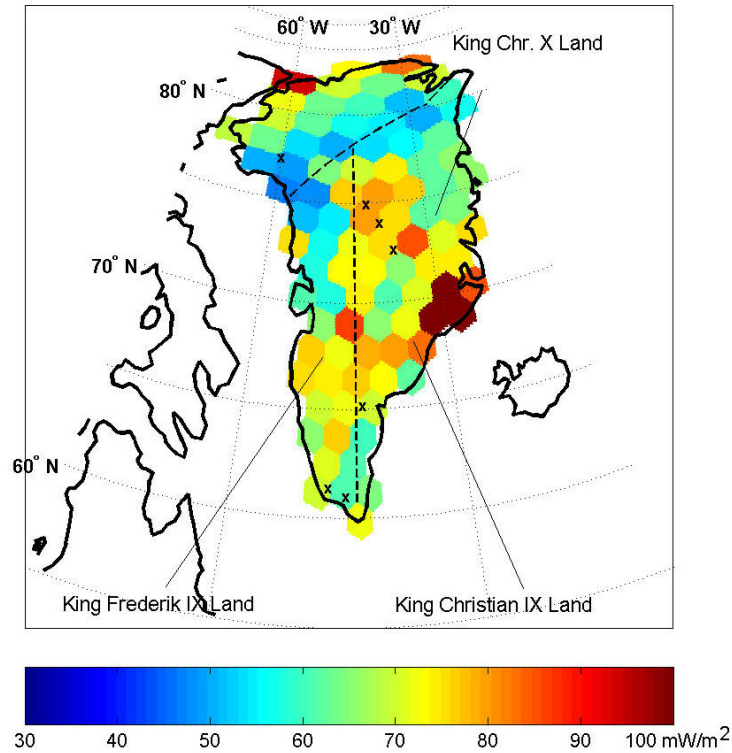 60° W
30° W
King Chr. X Land
80° N
x
x
x
x
70° N
x
60° N
x
x
King Frederik IX Land
King Christian IX Land
30 40 50 60 70 80 90 100 mW/m²